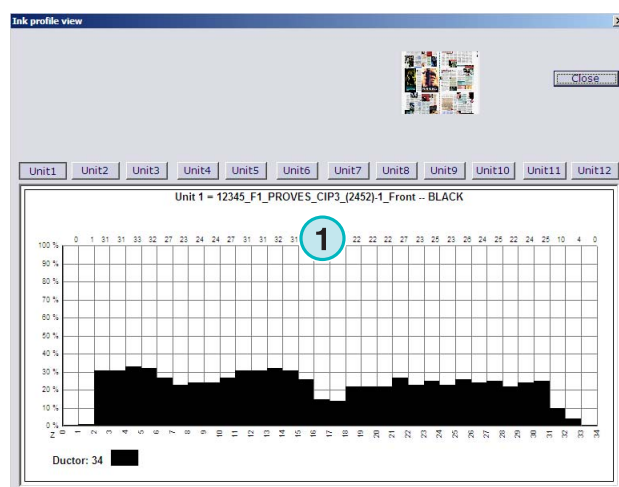 Ink profile view
Close
Unit1 Unit2 Unit3 Unit4 Unit5 Unit6 Unit7 Unit8 Unit9 Unit10 Unit11 Unit12
Unit 1 = 12345_F1_PROVES_CIP3_(2452)-1_Front -- BLACK
0 1 31 31 33 32 27 23 24 24 27 31 31 32 31 1 22 22 22 27 23 25 23 26 24 25 22 24 25 10 4 0
100 %
90 %
80 %
70 %
60 %
50 %
40 %
30 %
20 %
10 %
Z 0 1 2 3 4 5 6 7 8 9 10 11 12 13 14 15 16 17 18 19 20 21 22 23 24 25 26 27 28 29 30 31 32 33 34
Ductor: 34